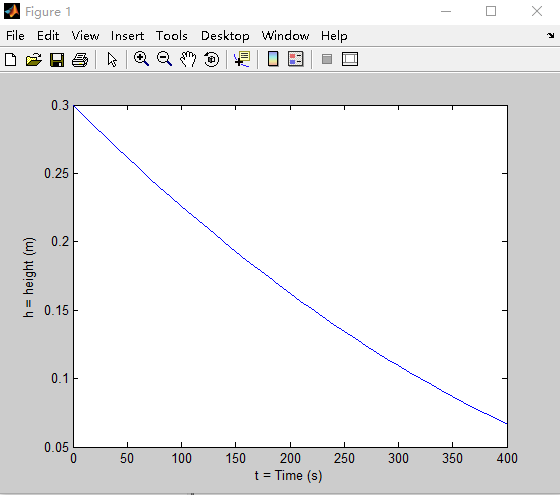 Figure 1
File Edit View Insert Tools Desktop Window Help
0.3
0.25
0.2
0.15
0.1
0.05
h = height (m)
0 50 100 150 200 250 300 350 400
t = Time (s)